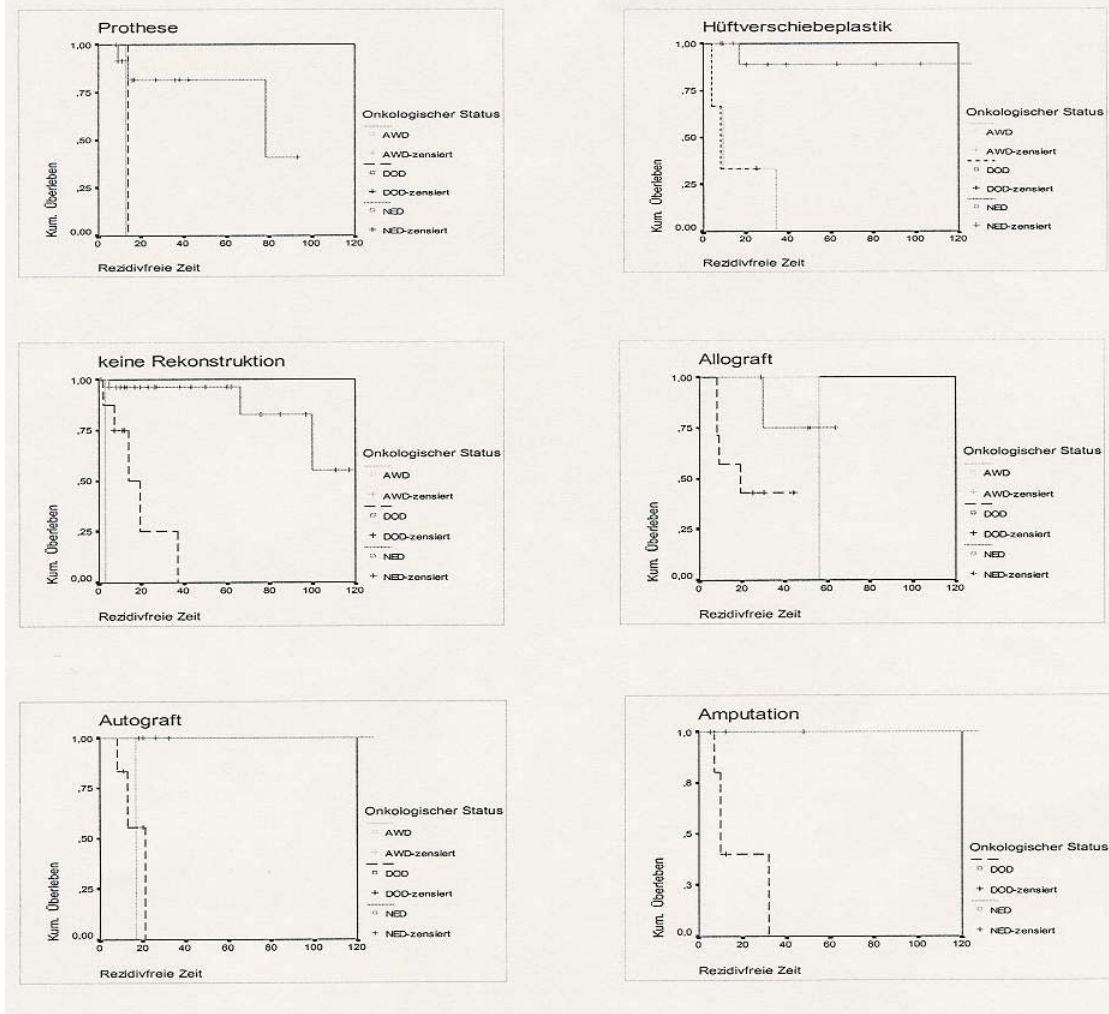 Prothese
1,00
,75
,50
,25
0,00
0 20 40 60 80 100 120
Kum. Überleben
Rezidivfreie Zeit
Onkologischer Status
AWD
AWD-zensiert
DOD
DOD-zensiert
NED
NED-zensiert
Hüftverschiebeplastik
1,00
,75
,50
,25
0,00
0 20 40 60 80 100 120
Kum. Überleben
Rezidivfreie Zeit
Onkologischer Status
AWD
AWD-zensiert
DOD
DOD-zensiert
NED
NED-zensiert
keine Rekonstruktion
1,00
,75
,50
,25
0,00
0 20 40 60 80 100 120
Kum. Überleben
Rezidivfreie Zeit
Onkologischer Status
AWD
AWD-zensiert
DOD
DOD-zensiert
NED
NED-zensiert
Allograft
1,00
,75
,50
,25
0,00
0 20 40 60 80 100 120
Kum. Überleben
Rezidivfreie Zeit
Onkologischer Status
AWD
AWD-zensiert
DOD
DOD-zensiert
NED
NED-zensiert
Autograft
1,00
,75
,50
,25
0,00
0 20 40 60 80 100 120
Kum. Überleben
Rezidivfreie Zeit
Onkologischer Status
AWD
AWD-zensiert
DOD
DOD-zensiert
NED
NED-zensiert
Amputation
1,0
,8
,5
,3
0,0
0 20 40 60 80 100 120
Kum. Überleben
Rezidivfreie Zeit
Onkologischer Status
DOD
DOD-zensiert
NED
NED-zensiert